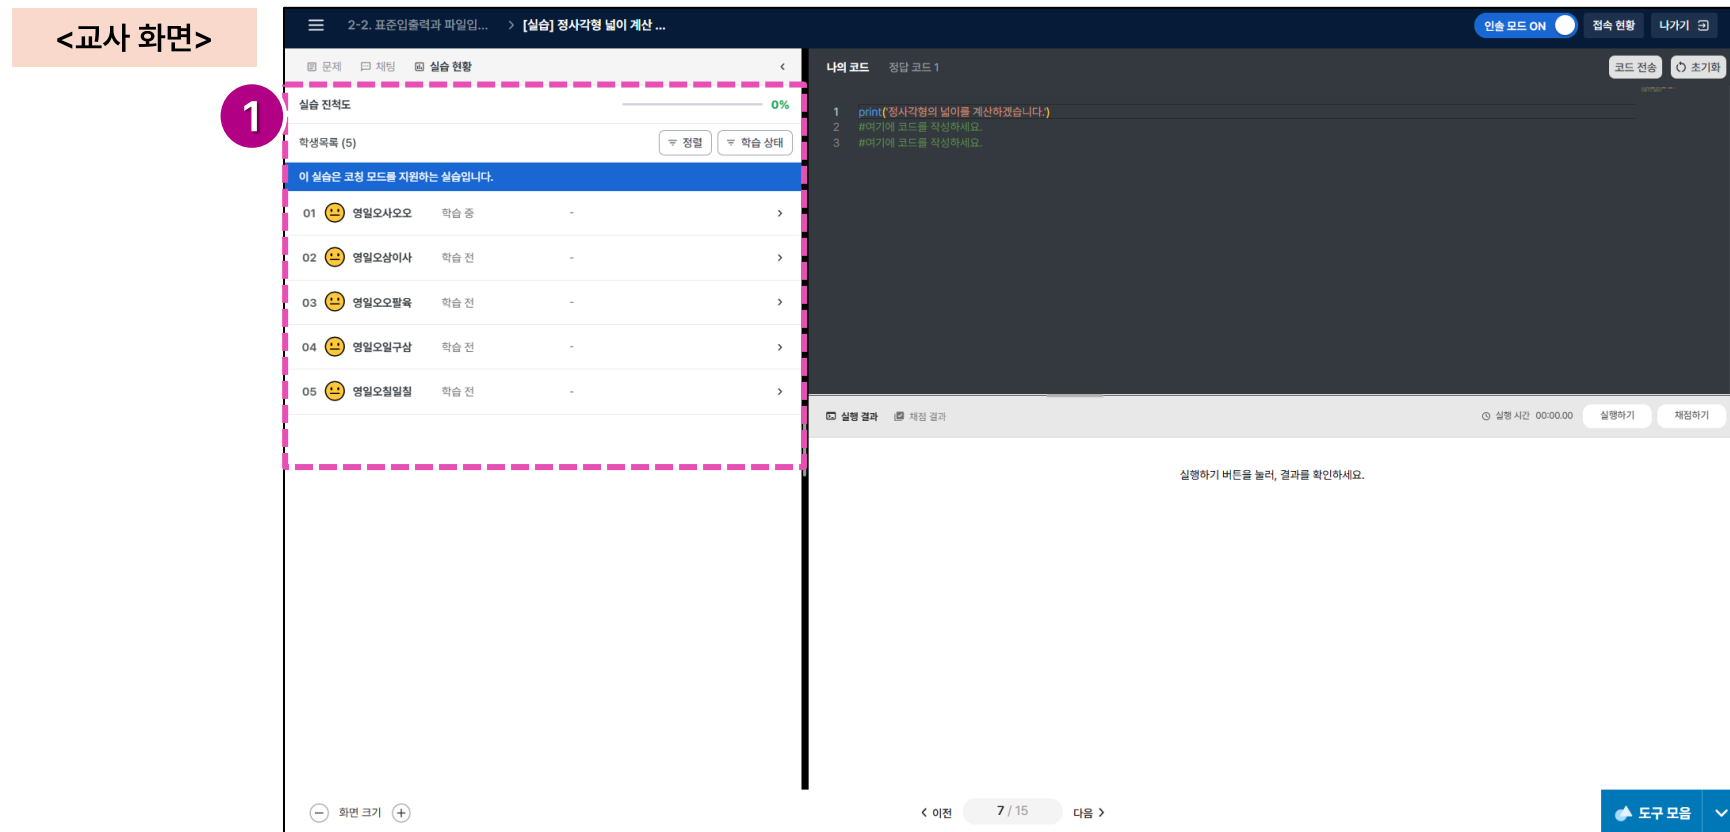 <교사 화면>
2-2. 표준입출력과 파일입... > [실습] 정사각형 넓이 계산 ...
인솔 모드 ON 접속 현황 나가기
문제 채팅 실습 현황
나의 코드 정답 코드 1
코드 전송 초기화
1
실습 진척도 0%
학생목록 (5) 정렬 학습 상태
이 실습은 코칭 모드를 지원하는 실습입니다.
01 영일오사오오 학습 중 -
02 영일오삼이사 학습 전 -
03 영일오오팔육 학습 전 -
04 영일오일구삼 학습 전 -
05 영일오칠일칠 학습 전 -
1 print('정사각형의 넓이를 계산하겠습니다.')
2 #여기에 코드를 작성하세요.
3 #여기에 코드를 작성하세요.
실행 결과 채점 결과
실행 시간 00:00.00 실행하기 채점하기
실행하기 버튼을 눌러, 결과를 확인하세요.
화면 크기
이전 7 / 15 다음
도구 모음